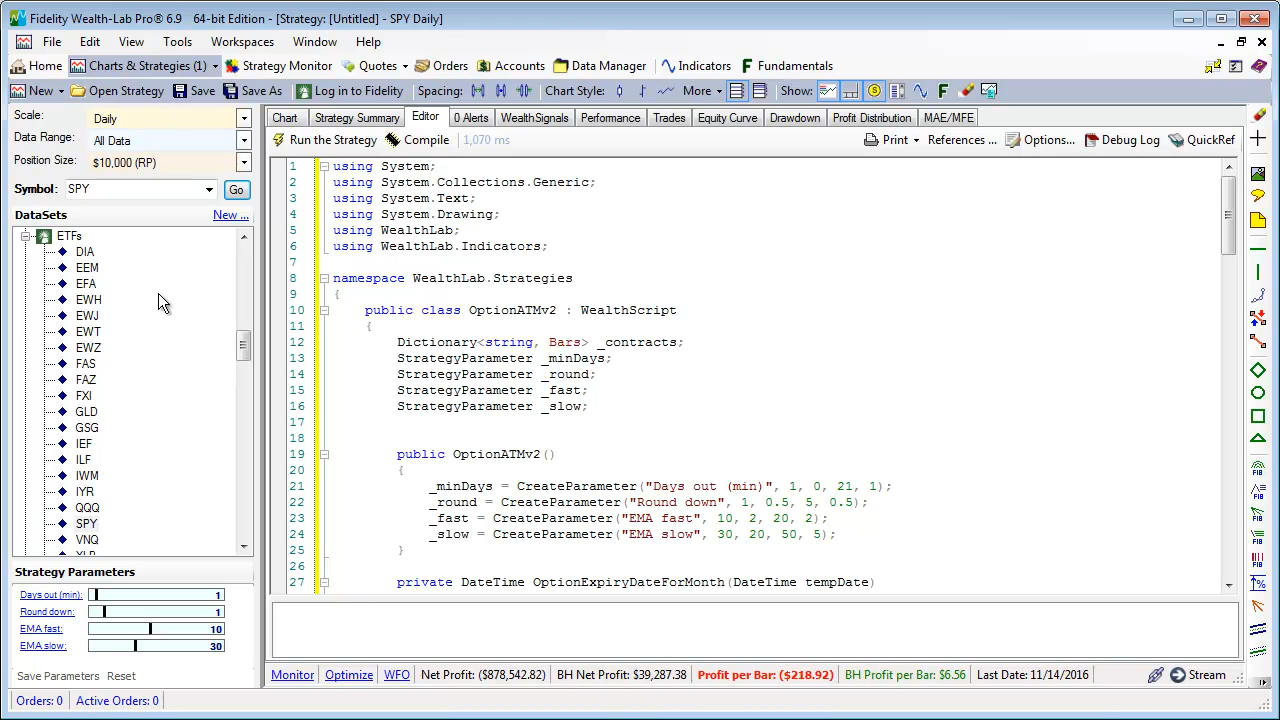 Fidelity Wealth-Lab Pro® 6.9 64-bit Edition - [Strategy: [Untitled] - SPY Daily]
File Edit View Tools Workspaces Window Help
Home Charts & Strategies (1) Strategy Monitor Quotes Orders Accounts Data Manager Indicators Fundamentals
New Open Strategy Save Save As Log in to Fidelity Spacing: Chart Style: More Show:
Scale: Daily
Data Range: All Data
Position Size: $10,000 (RP)
Symbol: SPY Go
DataSets New ...
ETFs
DIA
EEM
EFA
EWH
EWJ
EWT
EWZ
FAS
FAZ
FXI
GLD
GSG
IEF
ILF
IWM
IYR
QQQ
SPY
VNQ
Strategy Parameters
Days out (min): 1
Round down: 1
EMA fast: 10
EMA slow: 30
Save Parameters Reset
Chart Strategy Summary Editor 0 Alerts WealthSignals Performance Trades Equity Curve Drawdown Profit Distribution MAE/MFE
Run the Strategy Compile 1,070 ms Print References ... Options... Debug Log QuickRef
1 using System;
2 using System.Collections.Generic;
3 using System.Text;
4 using System.Drawing;
5 using WealthLab;
6 using WealthLab.Indicators;
7
8 namespace WealthLab.Strategies
9 {
10 public class OptionATMv2 : WealthScript
11 {
12 Dictionary<string, Bars> _contracts;
13 StrategyParameter _minDays;
14 StrategyParameter _round;
15 StrategyParameter _fast;
16 StrategyParameter _slow;
17
18
19 public OptionATMv2()
20 {
21 _minDays = CreateParameter("Days out (min)", 1, 0, 21, 1);
22 _round = CreateParameter("Round down", 1, 0.5, 5, 0.5);
23 _fast = CreateParameter("EMA fast", 10, 2, 20, 2);
24 _slow = CreateParameter("EMA slow", 30, 20, 50, 5);
25 }
26
27 private DateTime OptionExpiryDateForMonth(DateTime tempDate)
Monitor Optimize WFO Net Profit: ($878,542.82) BH Net Profit: $39,287.38 Profit per Bar: ($218.92) BH Profit per Bar: $6.56 Last Date: 11/14/2016 Stream
Orders: 0 Active Orders: 0